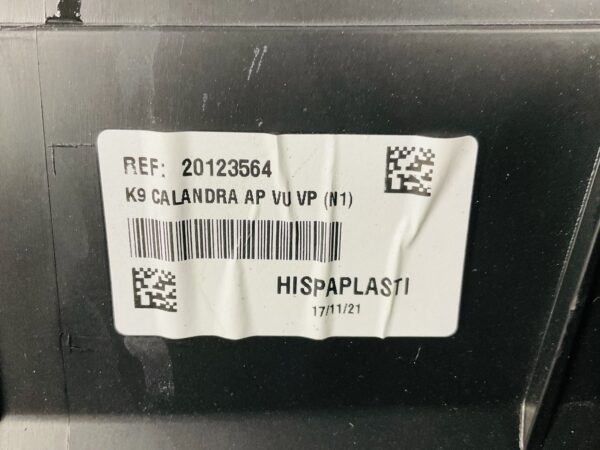 REF: 20123564
K9 CALANDRA AP VU VP (N1)
HISPAPLASTI
17/11/21